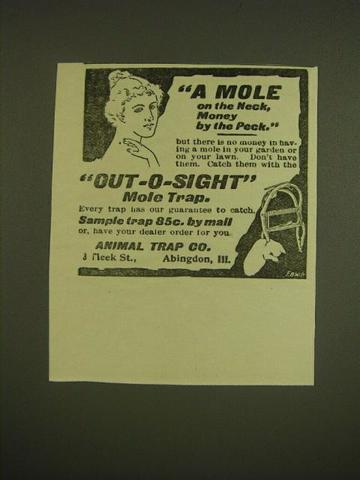 "A MOLE
on the Neck,
Money
by the Peck."
but there is no money in hav-
ing a mole in your garden or
on your lawn. Don't have
them. Catch them with the
"OUT-O-SIGHT"
Mole Trap.
Every trap has our guarantee to catch.
Sample trap 85c. by mail
or, have your dealer order for you.
ANIMAL TRAP CO.
3 Meek St., Abingdon, Ill.